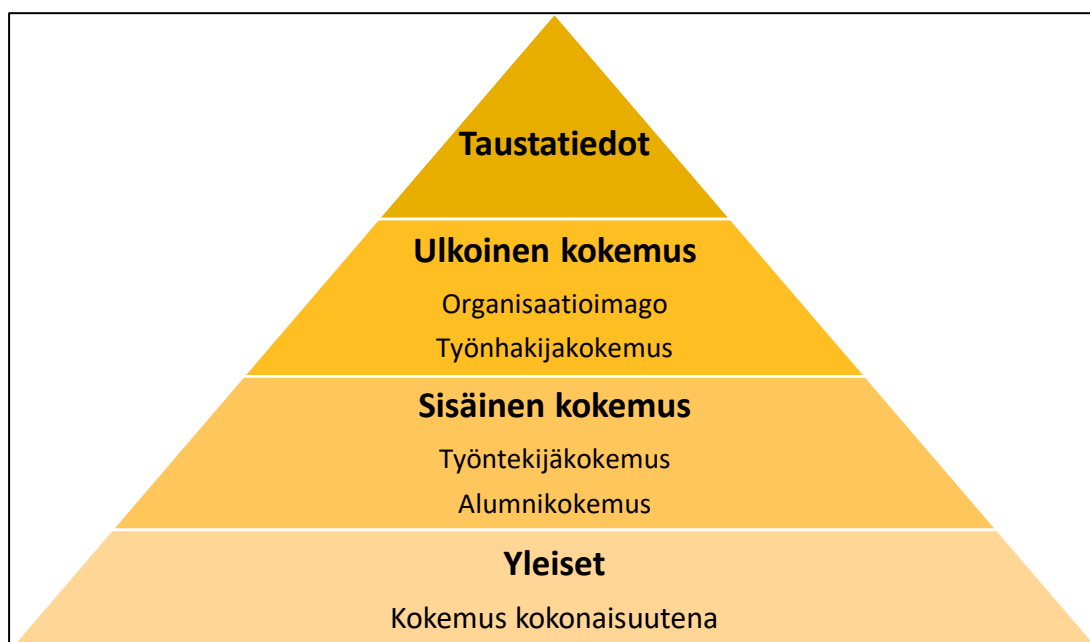 Taustatiedot
Ulkoinen kokemus
Organisaatioimago
Työnhakijakokemus
Sisäinen kokemus
Työntekijäkokemus
Alumnikokemus
Yleiset
Kokemus kokonaisuutena